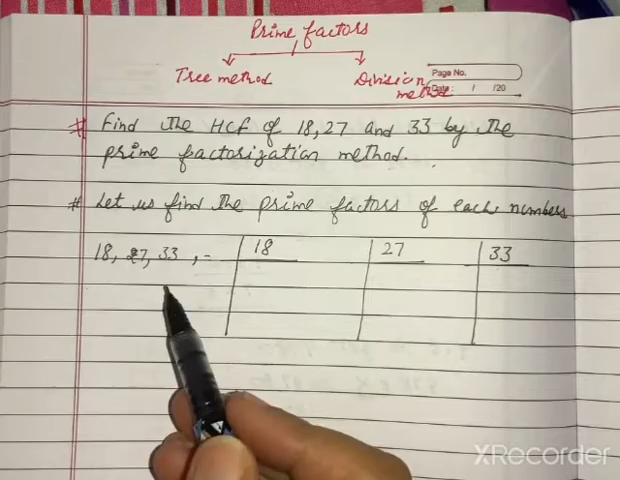 Prime factors
Tree method
Division method
Page No.
Date: / /20
# Find the HCF of 18, 27 and 33 by the
prime factorization method.
# Let us find the prime factors of each numbers
18, 27, 33, - 18 27 33
XRecorder